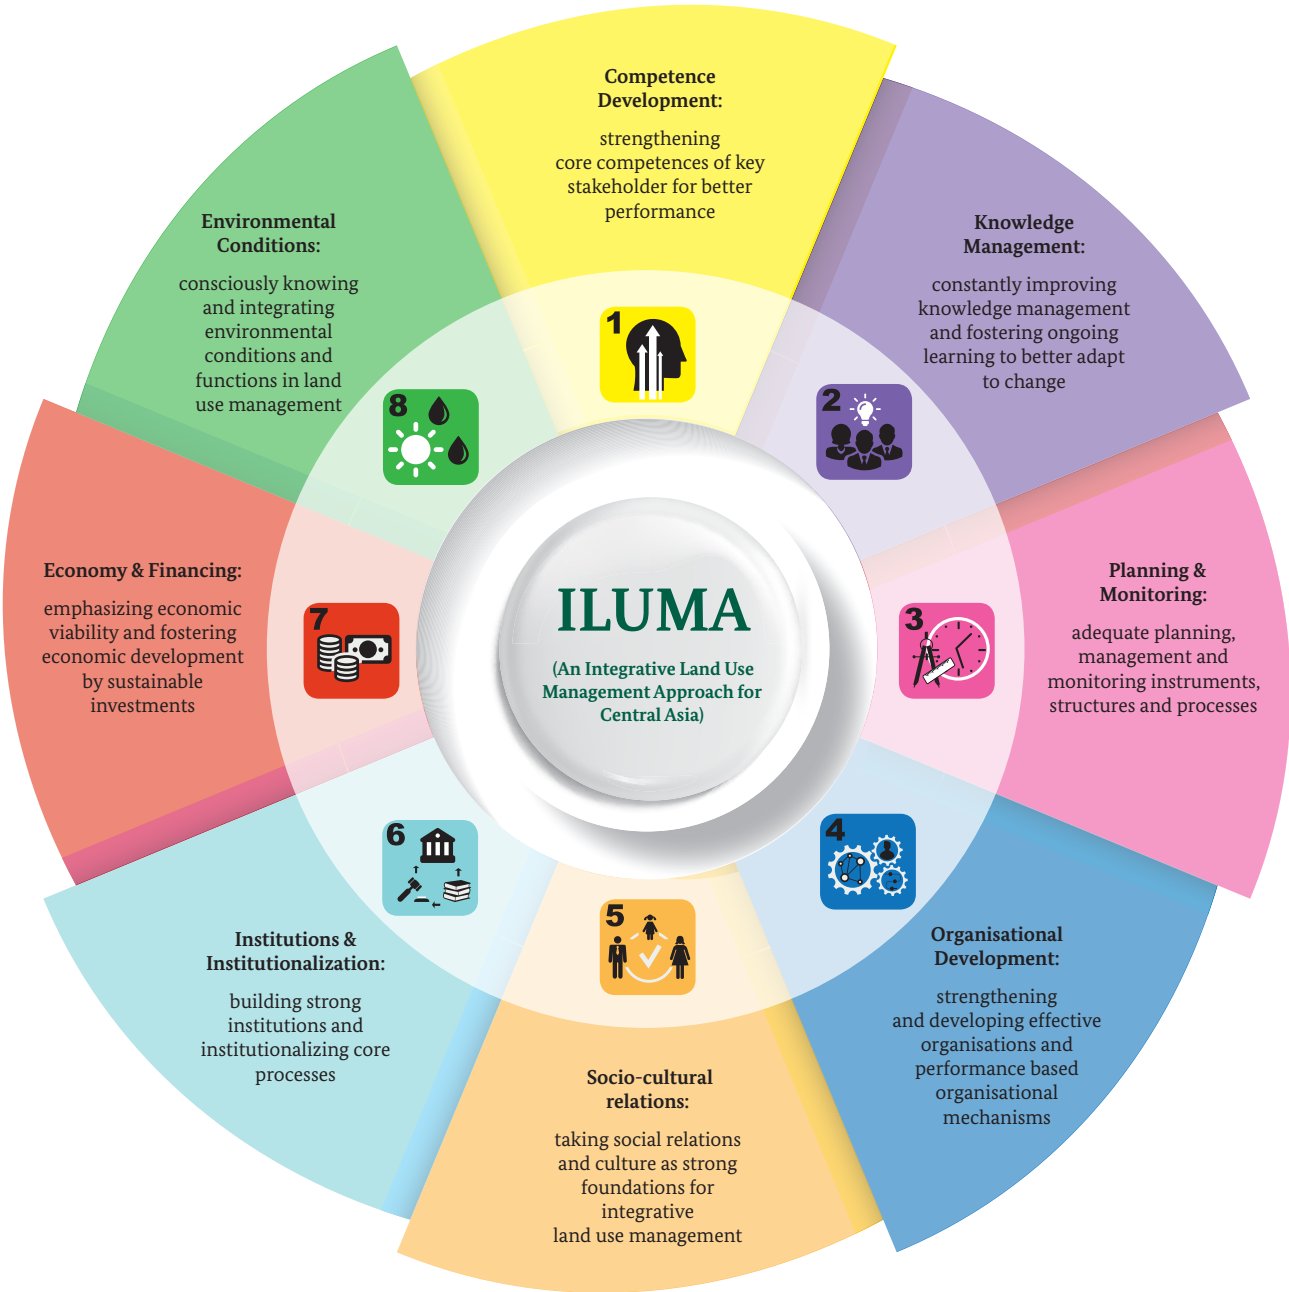 Competence
Development:
strengthening
core competences of key
stakeholder for better
performance
1
Knowledge
Management:
constantly improving
knowledge management
and fostering ongoing
learning to better adapt
to change
2
Planning &
Monitoring:
adequate planning,
management and
monitoring instruments,
structures and processes
3
Organisational
Development:
strengthening
and developing effective
organisations and
performance based
organisational
mechanisms
4
Socio-cultural
relations:
taking social relations
and culture as strong
foundations for
integrative
land use management
5
Institutions &
Institutionalization:
building strong
institutions and
institutionalizing core
processes
6
Economy & Financing:
emphasizing economic
viability and fostering
economic development
by sustainable
investments
7
Environmental
Conditions:
consciously knowing
and integrating
environmental
conditions and
functions in land
use management
8
ILUMA
(An Integrative Land Use
Management Approach for
Central Asia)